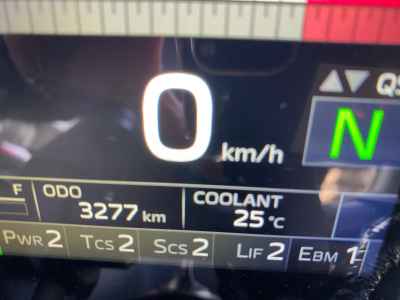 ▲▼ QS
0 km/h
N
F ODO COOLANT
3277 km 25 °C
PWR 2 TCS 2 SCS 2 LIF 2 EBM 1